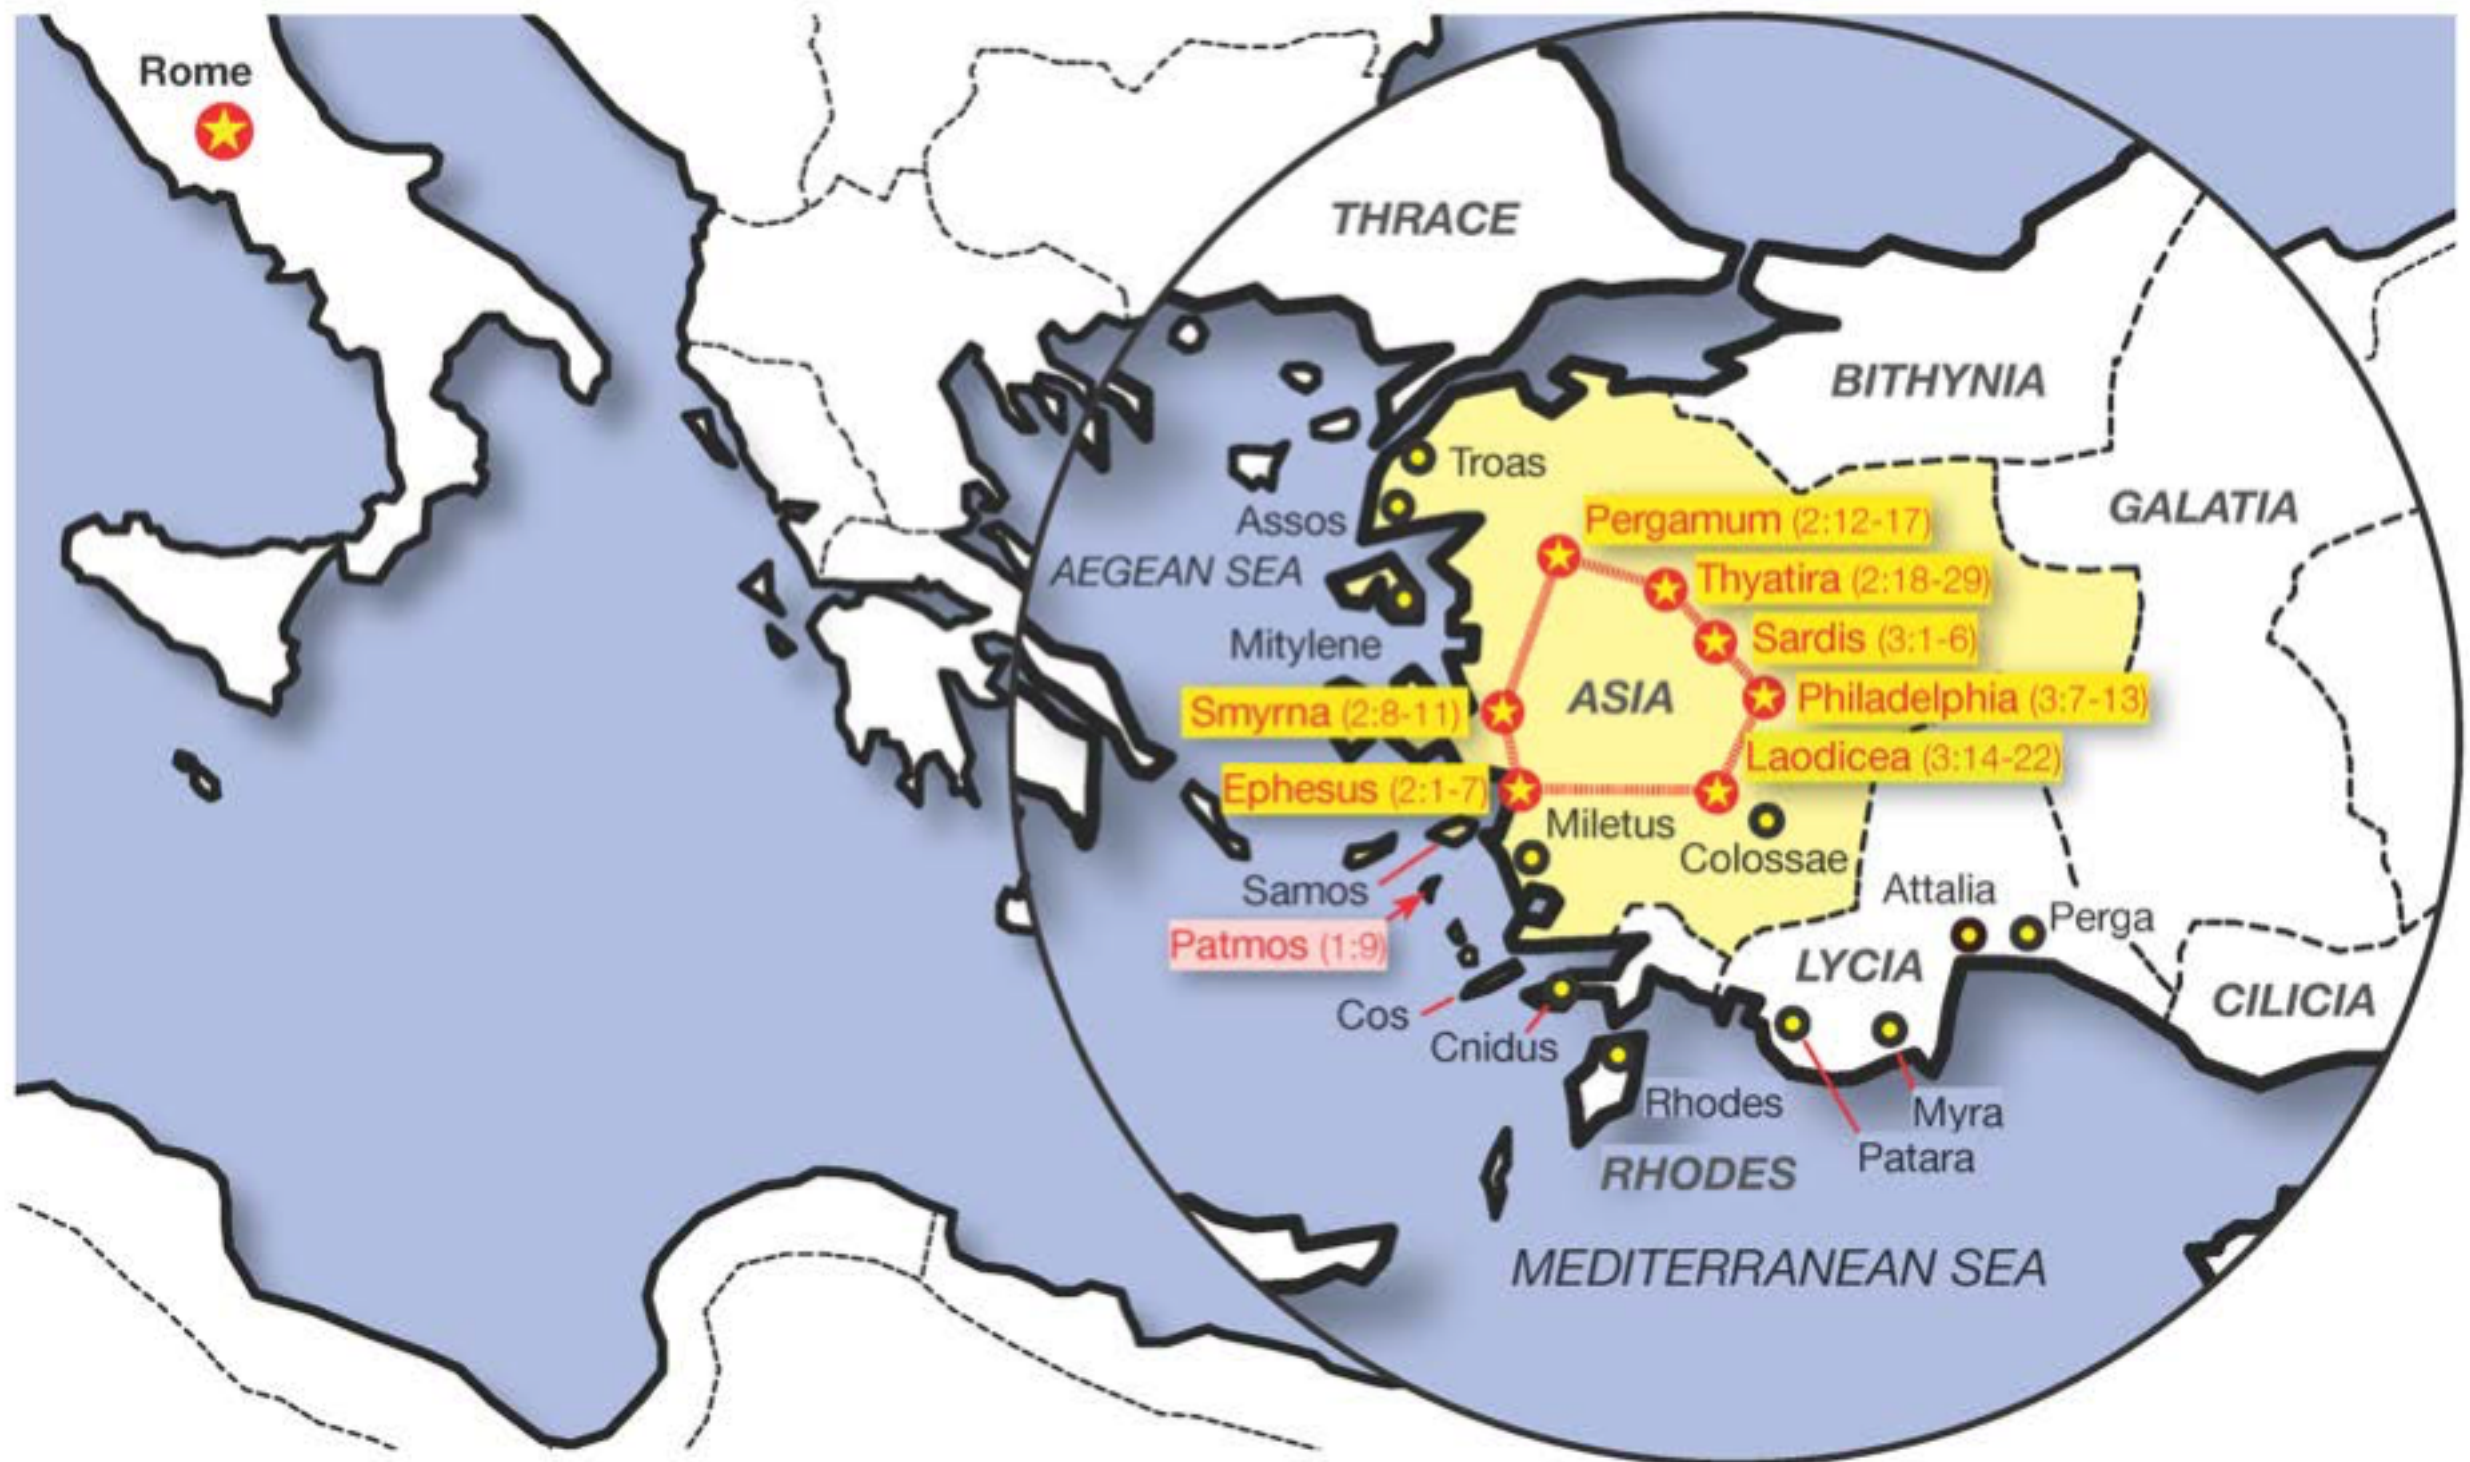 Rome
THRACE
BITHYNIA
Troas
GALATIA
Assos
Pergamum (2:12-17)
AEGEAN SEA
Thyatira (2:18-29)
Mitylene
Sardis (3:1-6)
ASIA
Philadelphia (3:7-13)
Smyrna (2:8-11)
Laodicea (3:14-22)
Ephesus (2:1-7)
Miletus
Colossae
Samos
Attalia
Perga
Patmos (1:9)
LYCIA
CILICIA
Cos
Cnidus
Rhodes
Myra
Patara
RHODES
MEDITERRANEAN SEA